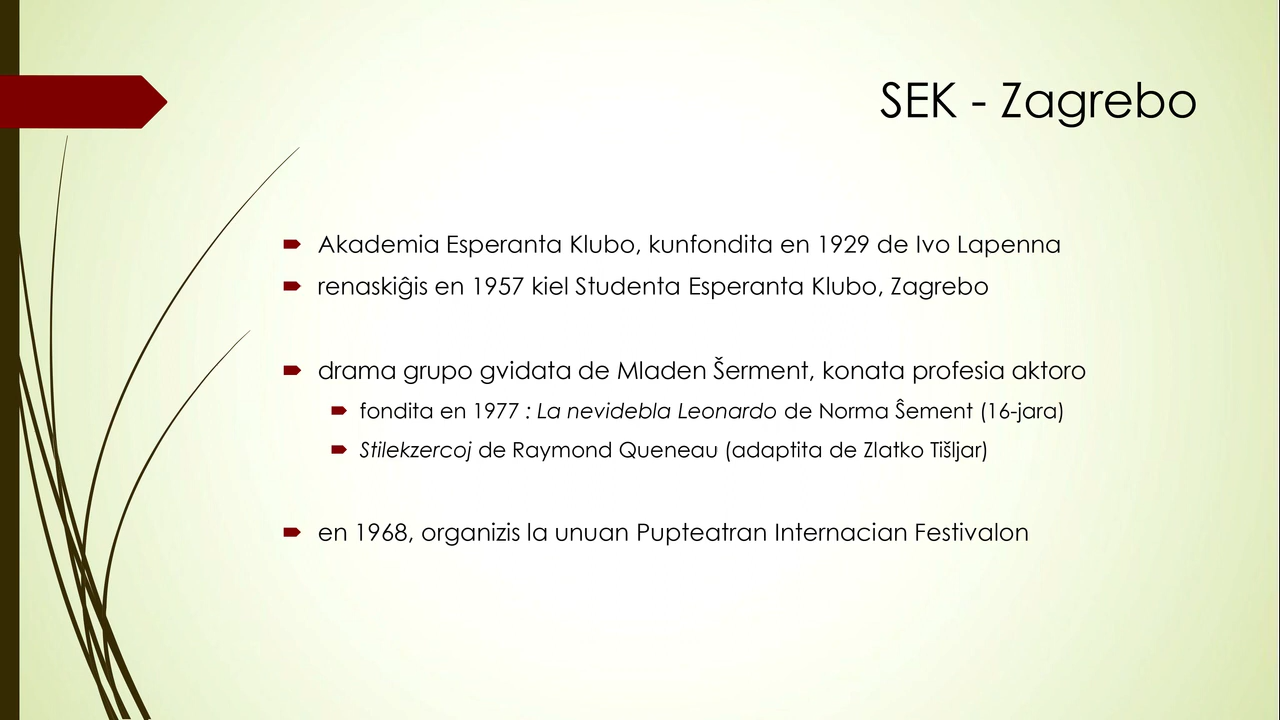 SEK - Zagrebo
Akademia Esperanta Klubo, kunfondita en 1929 de Ivo Lapenna
renaskiĝis en 1957 kiel Studenta Esperanta Klubo, Zagrebo
drama grupo gvidata de Mladen Šerment, konata profesia aktoro
fondita en 1977 : La nevidebla Leonardo de Norma Ŝement (16-jara)
Stilekzercoj de Raymond Queneau (adaptita de Zlatko Tišljar)
en 1968, organizis la unuan Pupteatran Internacian Festivalon